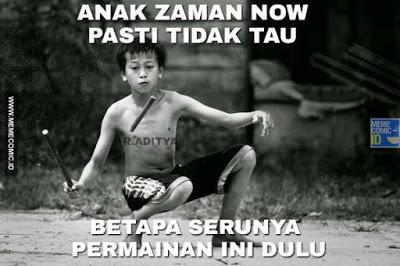 ANAK ZAMAN NOW
PASTI TIDAK TAU
WWW.MEMECOMIC.ID
MEME
COMIC
ID
R.ADITYA
BETAPA SERUNYA
PERMAINAN INI DULU